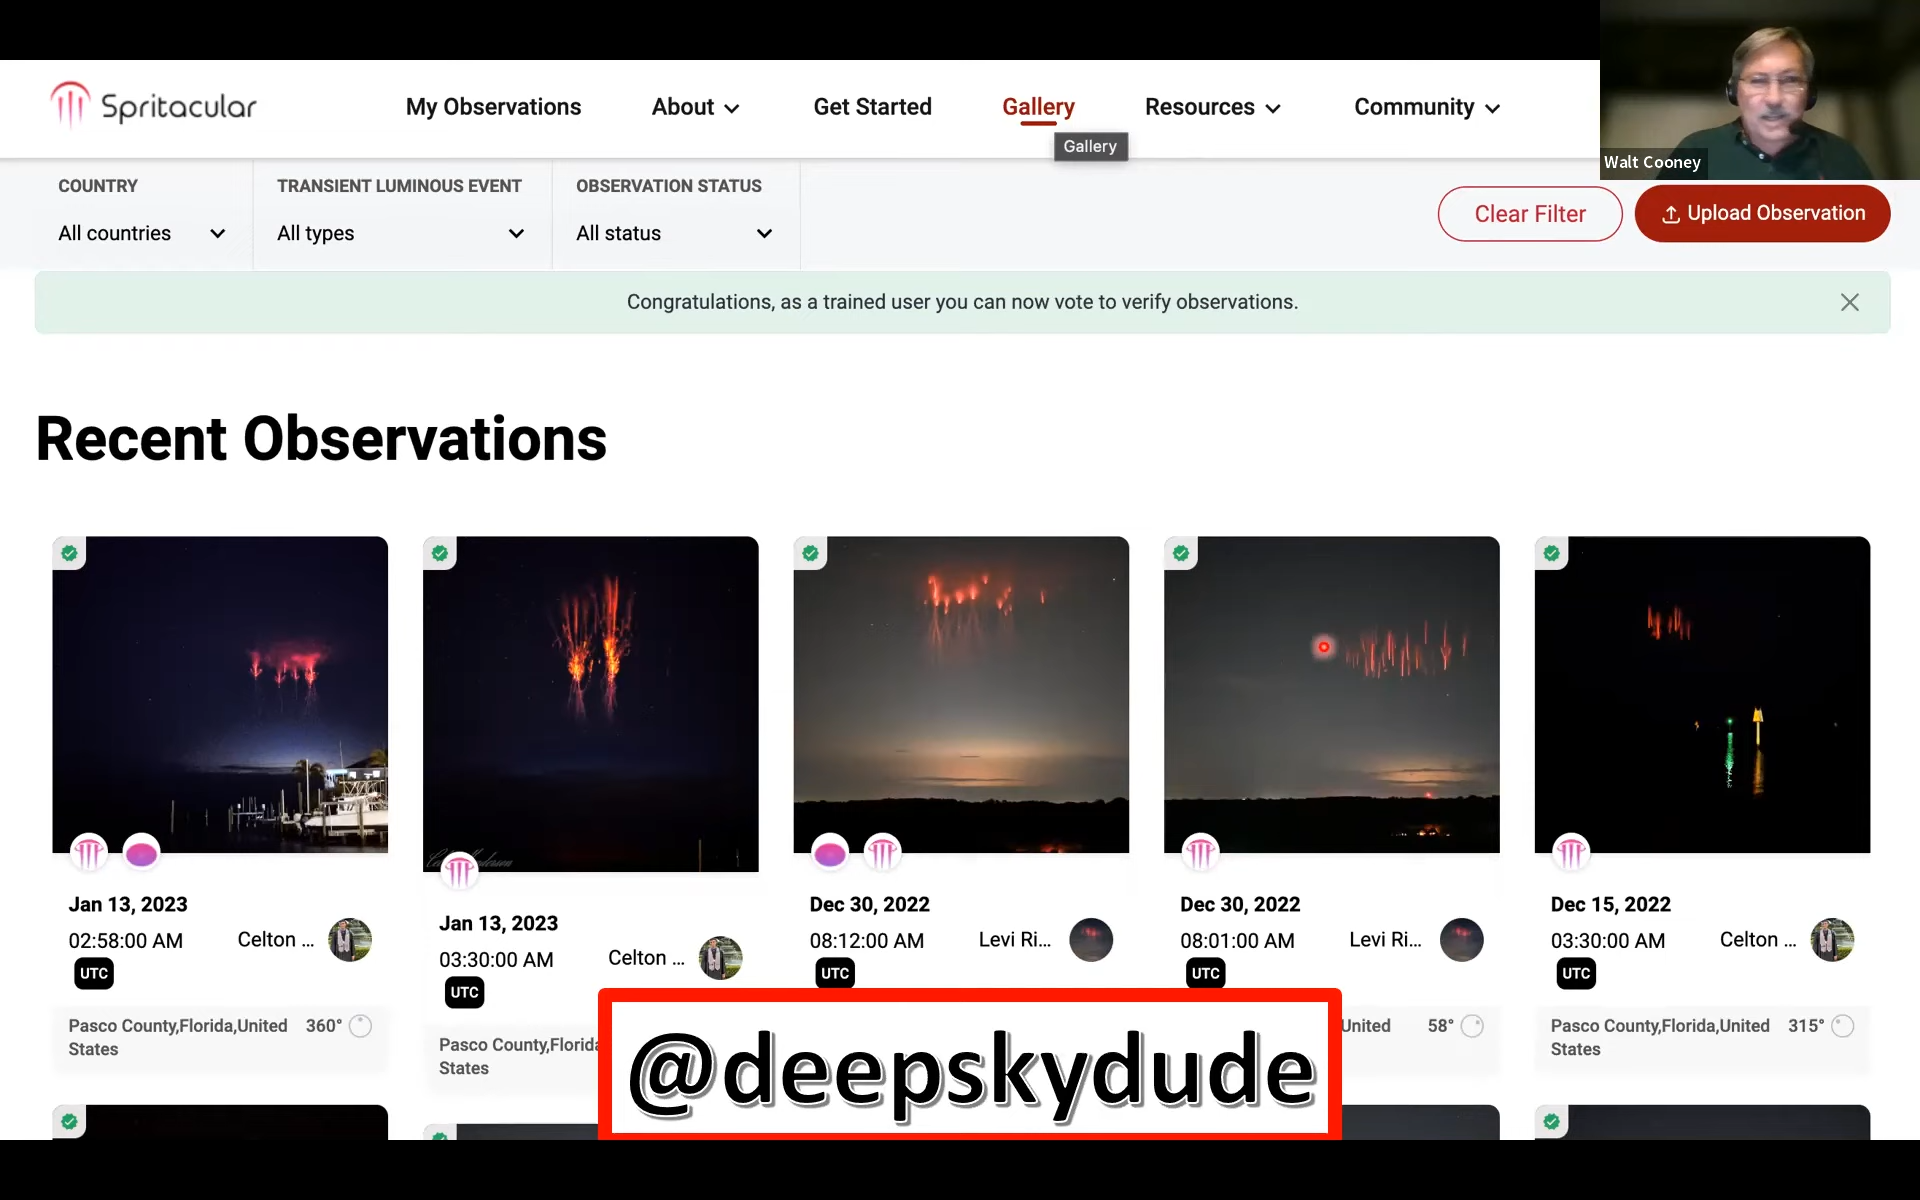 Spritacular
My Observations
About
Get Started
Gallery
Resources
Community
Gallery
Walt Cooney
COUNTRY
All countries
TRANSIENT LUMINOUS EVENT
All types
OBSERVATION STATUS
All status
Clear Filter
Upload Observation
Congratulations, as a trained user you can now vote to verify observations.
Recent Observations
Jan 13, 2023
02:58:00 AM
UTC
Celton ...
Pasco County,Florida,United
States
360°
Jan 13, 2023
03:30:00 AM
UTC
Celton ...
Pasco County,Florida
States
Dec 30, 2022
08:12:00 AM
UTC
Levi Ri...
Dec 30, 2022
08:01:00 AM
UTC
Levi Ri...
United
58°
Dec 15, 2022
03:30:00 AM
UTC
Celton ...
Pasco County,Florida,United
States
315°
@deepskydude